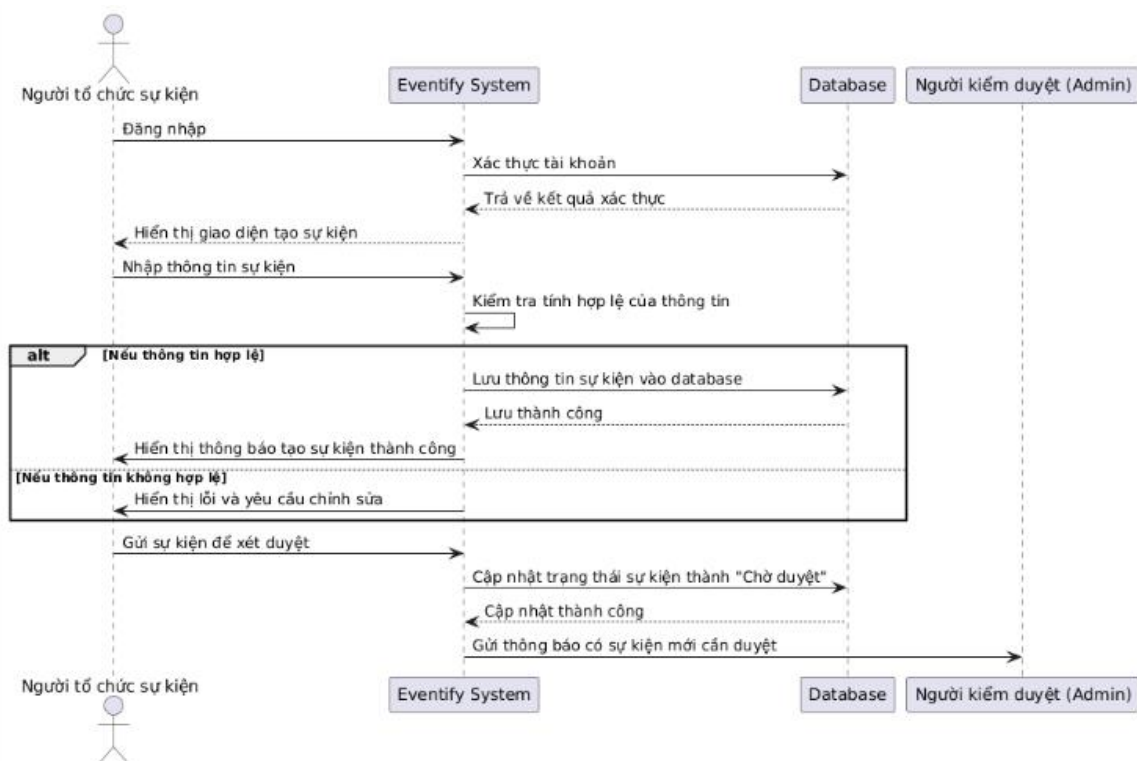 Người tổ chức sự kiện
Eventify System
Database
Người kiểm duyệt (Admin)
Đăng nhập
Xác thực tài khoản
Trả về kết quả xác thực
Hiển thị giao diện tạo sự kiện
Nhập thông tin sự kiện
Kiểm tra tính hợp lệ của thông tin
alt [Nếu thông tin hợp lệ]
Lưu thông tin sự kiện vào database
Lưu thành công
Hiển thị thông báo tạo sự kiện thành công
[Nếu thông tin không hợp lệ]
Hiển thị lỗi và yêu cầu chỉnh sửa
Gửi sự kiện để xét duyệt
Cập nhật trạng thái sự kiện thành "Chờ duyệt"
Cập nhật thành công
Gửi thông báo có sự kiện mới cần duyệt
Người tổ chức sự kiện
Eventify System
Database
Người kiểm duyệt (Admin)